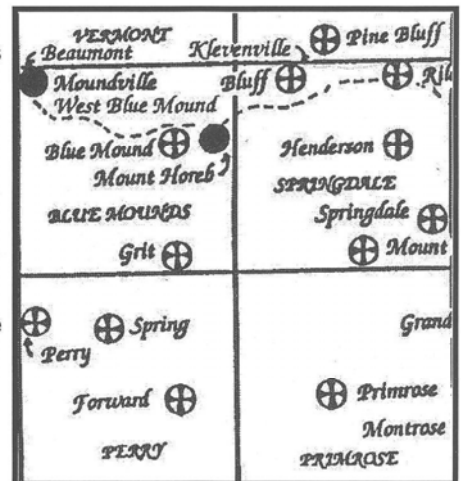 VERMONT
Beaumont
Klevenville
Pine Bluff
Moundville
Bluff
West Blue Mound
Blue Mound
Henderson
Mount Horeb
SPRINGDALE
BLUE MOUNDS
Springdale
Grit
Mount
Spring
Grand
Perry
Forward
Primrose
Montrose
PERRY
PRIMROSE